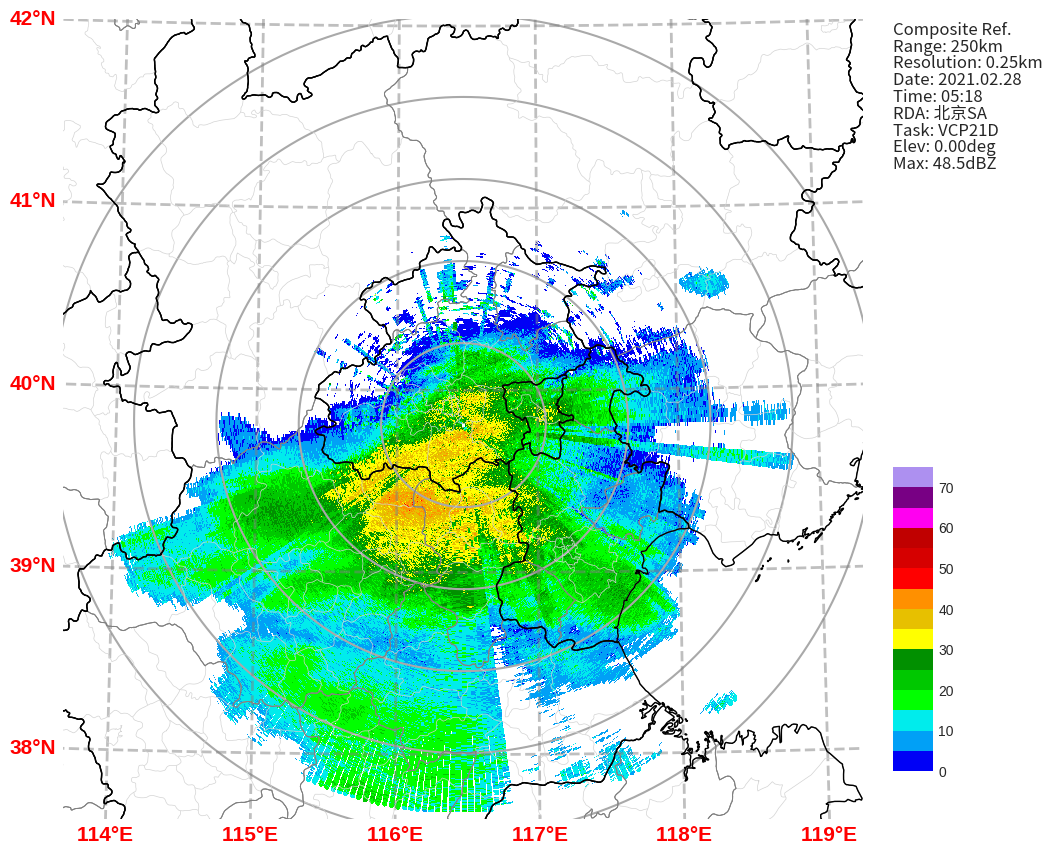 42°N
41°N
40°N
39°N
38°N
114°E
115°E
116°E
117°E
118°E
119°E
Composite Ref.
Range: 250km
Resolution: 0.25km
Date: 2021.02.28
Time: 05:18
RDA: 北京SA
Task: VCP21D
Elev: 0.00deg
Max: 48.5dBZ
70
60
50
40
30
20
10
0